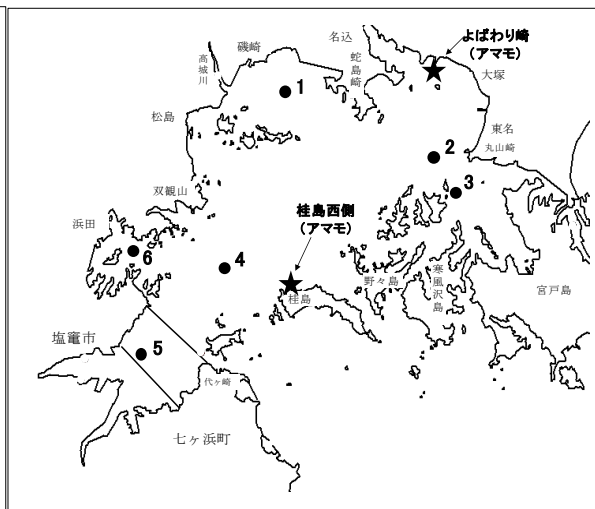 名込
よばわり崎
(アマモ)
磯崎
高城川
蛇島崎
大塚
1
松島
東名
2
丸山崎
3
双観山
桂島西側
(アマモ)
浜田
6
4
野々島
寒風沢島
宮戸島
桂島
塩竈市
5
代ヶ崎
七ヶ浜町